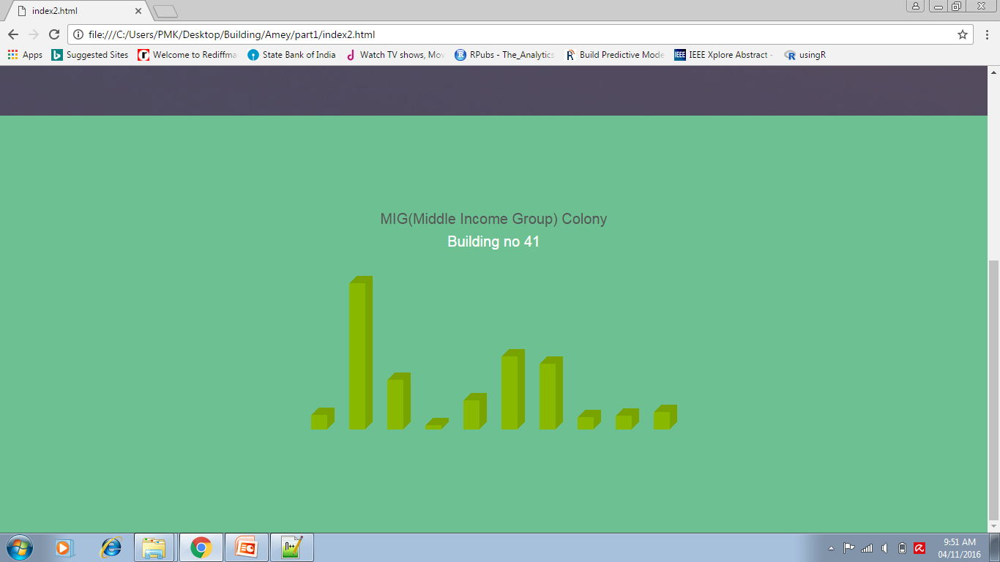 index2.html
file:///C:/Users/PMK/Desktop/Building/Amey/part1/index2.html
Apps Suggested Sites Welcome to Rediffma State Bank of India Watch TV shows, Mov RPubs - The_Analytics Build Predictive Mode IEEE IEEE Xplore Abstract - R usingR
MIG(Middle Income Group) Colony
Building no 41
9:51 AM
04/11/2016